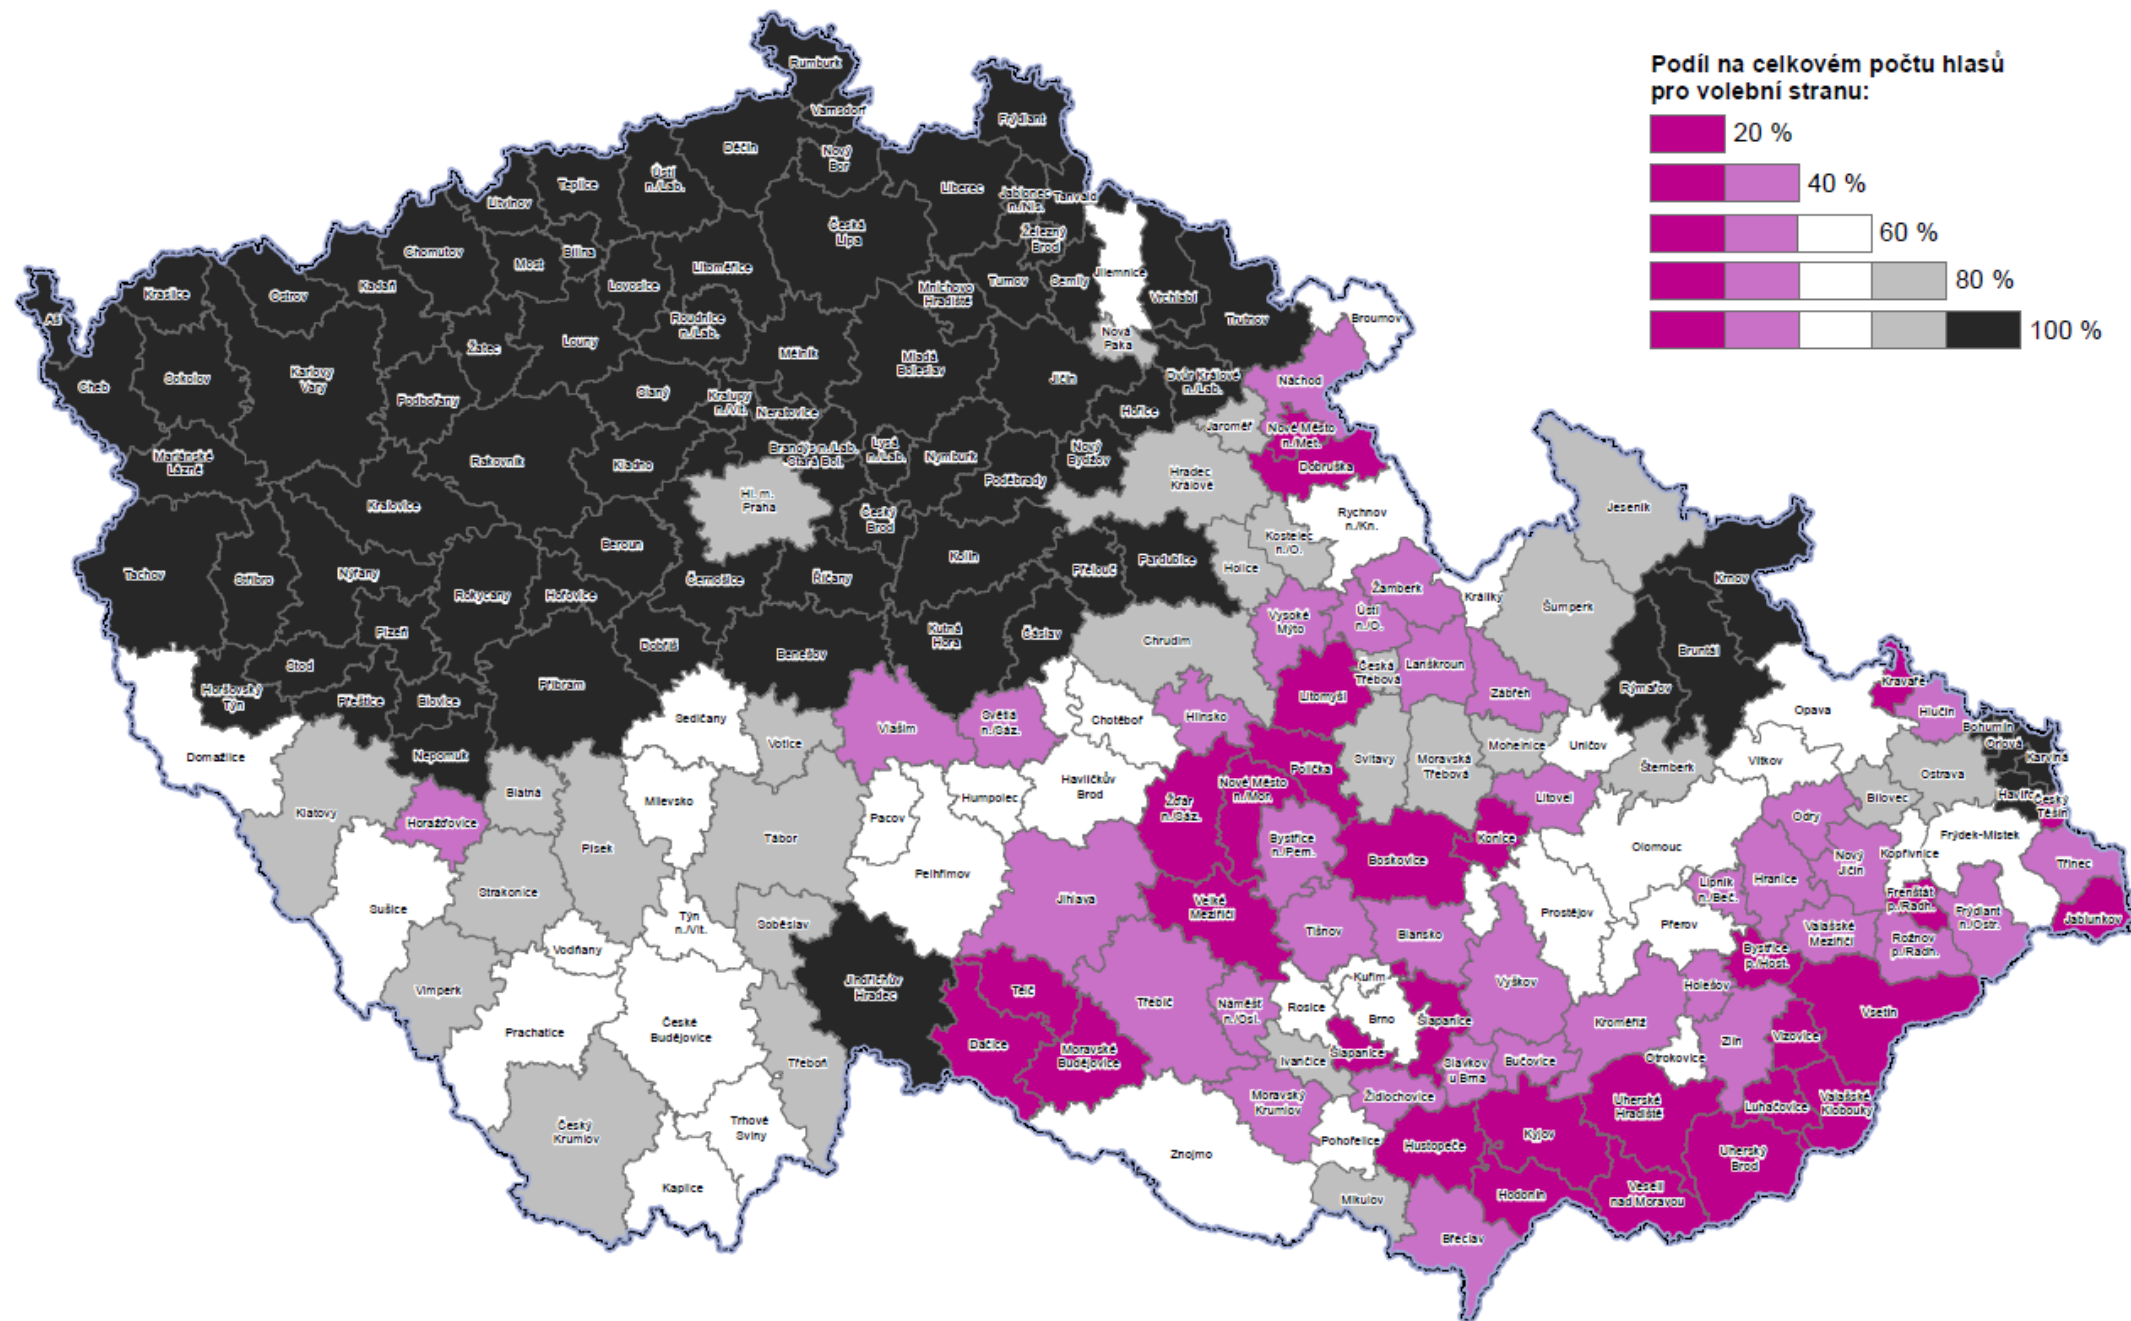 Podíl na celkovém počtu hlasů
pro volební stranu:
20 %
40 %
60 %
80 %
100 %
Rumburk
Varnsdorf
Frýdlant
Děčín
Nový
Bor
Ústí
n./Lab.
Teplice
Litvínov
Liberec
Jablonec
n./Nis.
Tanvald
Česká
Lípa
Železný
Brod
Chomutov
Most
Bílina
Litoměřice
Lovosice
Jilemnice
Kadaň
Ostrov
Kraslice
Aš
Mnichovo
Hradiště
Turnov
Semily
Vrchlabí
Trutnov
Broumov
Roudnice
n./Lab.
Nová
Paka
Žatec
Louny
Mělník
Mladá
Boleslav
Jičín
Dvůr Králové
n./Lab.
Náchod
Cheb
Sokolov
Karlovy
Vary
Podbořany
Slaný
Kralupy
n./Vlt.
Neratovice
Hořice
Jaroměř
Nové Město
n./Met.
Mariánské
Lázně
Rakovník
Kladno
Brandýs n./Lab.
Stará Bol.
Lysá
n./Lab.
Nymburk
Nový
Bydžov
Dobruška
Poděbrady
Hradec
Králové
Hl. m.
Praha
Kralovice
Český
Brod
Rychnov
n./Kn.
Jeseník
Beroun
Kostelec
n./O.
Kolín
Přelouč
Pardubice
Holice
Tachov
Stříbro
Nýřany
Rokycany
Hořovice
Černošice
Říčany
Žamberk
Králíky
Šumperk
Krnov
Vysoké
Mýto
Ústí
n./O.
Plzeň
Kutná
Hora
Čáslav
Chrudim
Dobříš
Benešov
Bruntál
Stod
Česká
Třebová
Lanškroun
Zábřeh
Horšovský
Týn
Přeštice
Blovice
Příbram
Litomyšl
Rýmařov
Kravaře
Sedlčany
Vlašim
Světlá
n./Sáz.
Chotěboř
Hlinsko
Opava
Hlučín
Bohumín
Orlová
Karviná
Domažlice
Nepomuk
Votice
Svitavy
Moravská
Třebová
Mohelnice
Uničov
Šternberk
Vítkov
Ostrava
Český
Těšín
Klatovy
Blatná
Milevsko
Humpolec
Havlíčkův
Brod
Polička
Nové Město
n./Mor.
Žďár
n./Sáz.
Litovel
Bílovec
Horažďovice
Pacov
Odry
Písek
Tábor
Bystřice
n./Pern.
Boskovice
Konice
Olomouc
Frýdek-Místek
Kopřivnice
Nový
Jičín
Třinec
Strakonice
Pelhřimov
Hranice
Lipník
n./Beč.
Frenštát
p./Radh.
Sušice
Týn
n./Vlt.
Soběslav
Jihlava
Velké
Meziříčí
Prostějov
Přerov
Frýdlant
n./Ostr.
Jablunkov
Tišnov
Blansko
Valašské
Meziříčí
Rožnov
p./Radh.
Vodňany
Bystřice
p./Host.
Vimperk
Jindřichův
Hradec
Telč
Třebíč
Náměšť
n./Osl.
Rosice
Kuřim
Vyškov
Holešov
Prachatice
České
Budějovice
Brno
Šlapanice
Kroměříž
Vsetín
Dačice
Moravské
Budějovice
Šlapanice
Zlín
Vizovice
Třeboň
Ivančice
Slavkov
u Brna
Bučovice
Otrokovice
Český
Krumlov
Trhové
Sviny
Moravský
Krumlov
Židlochovice
Uherské
Hradiště
Luhačovice
Valašské
Klobouky
Znojmo
Pohořelice
Hustopeče
Kyjov
Uherský
Brod
Kaplice
Mikulov
Hodonín
Veselí
nad Moravou
Břeclav